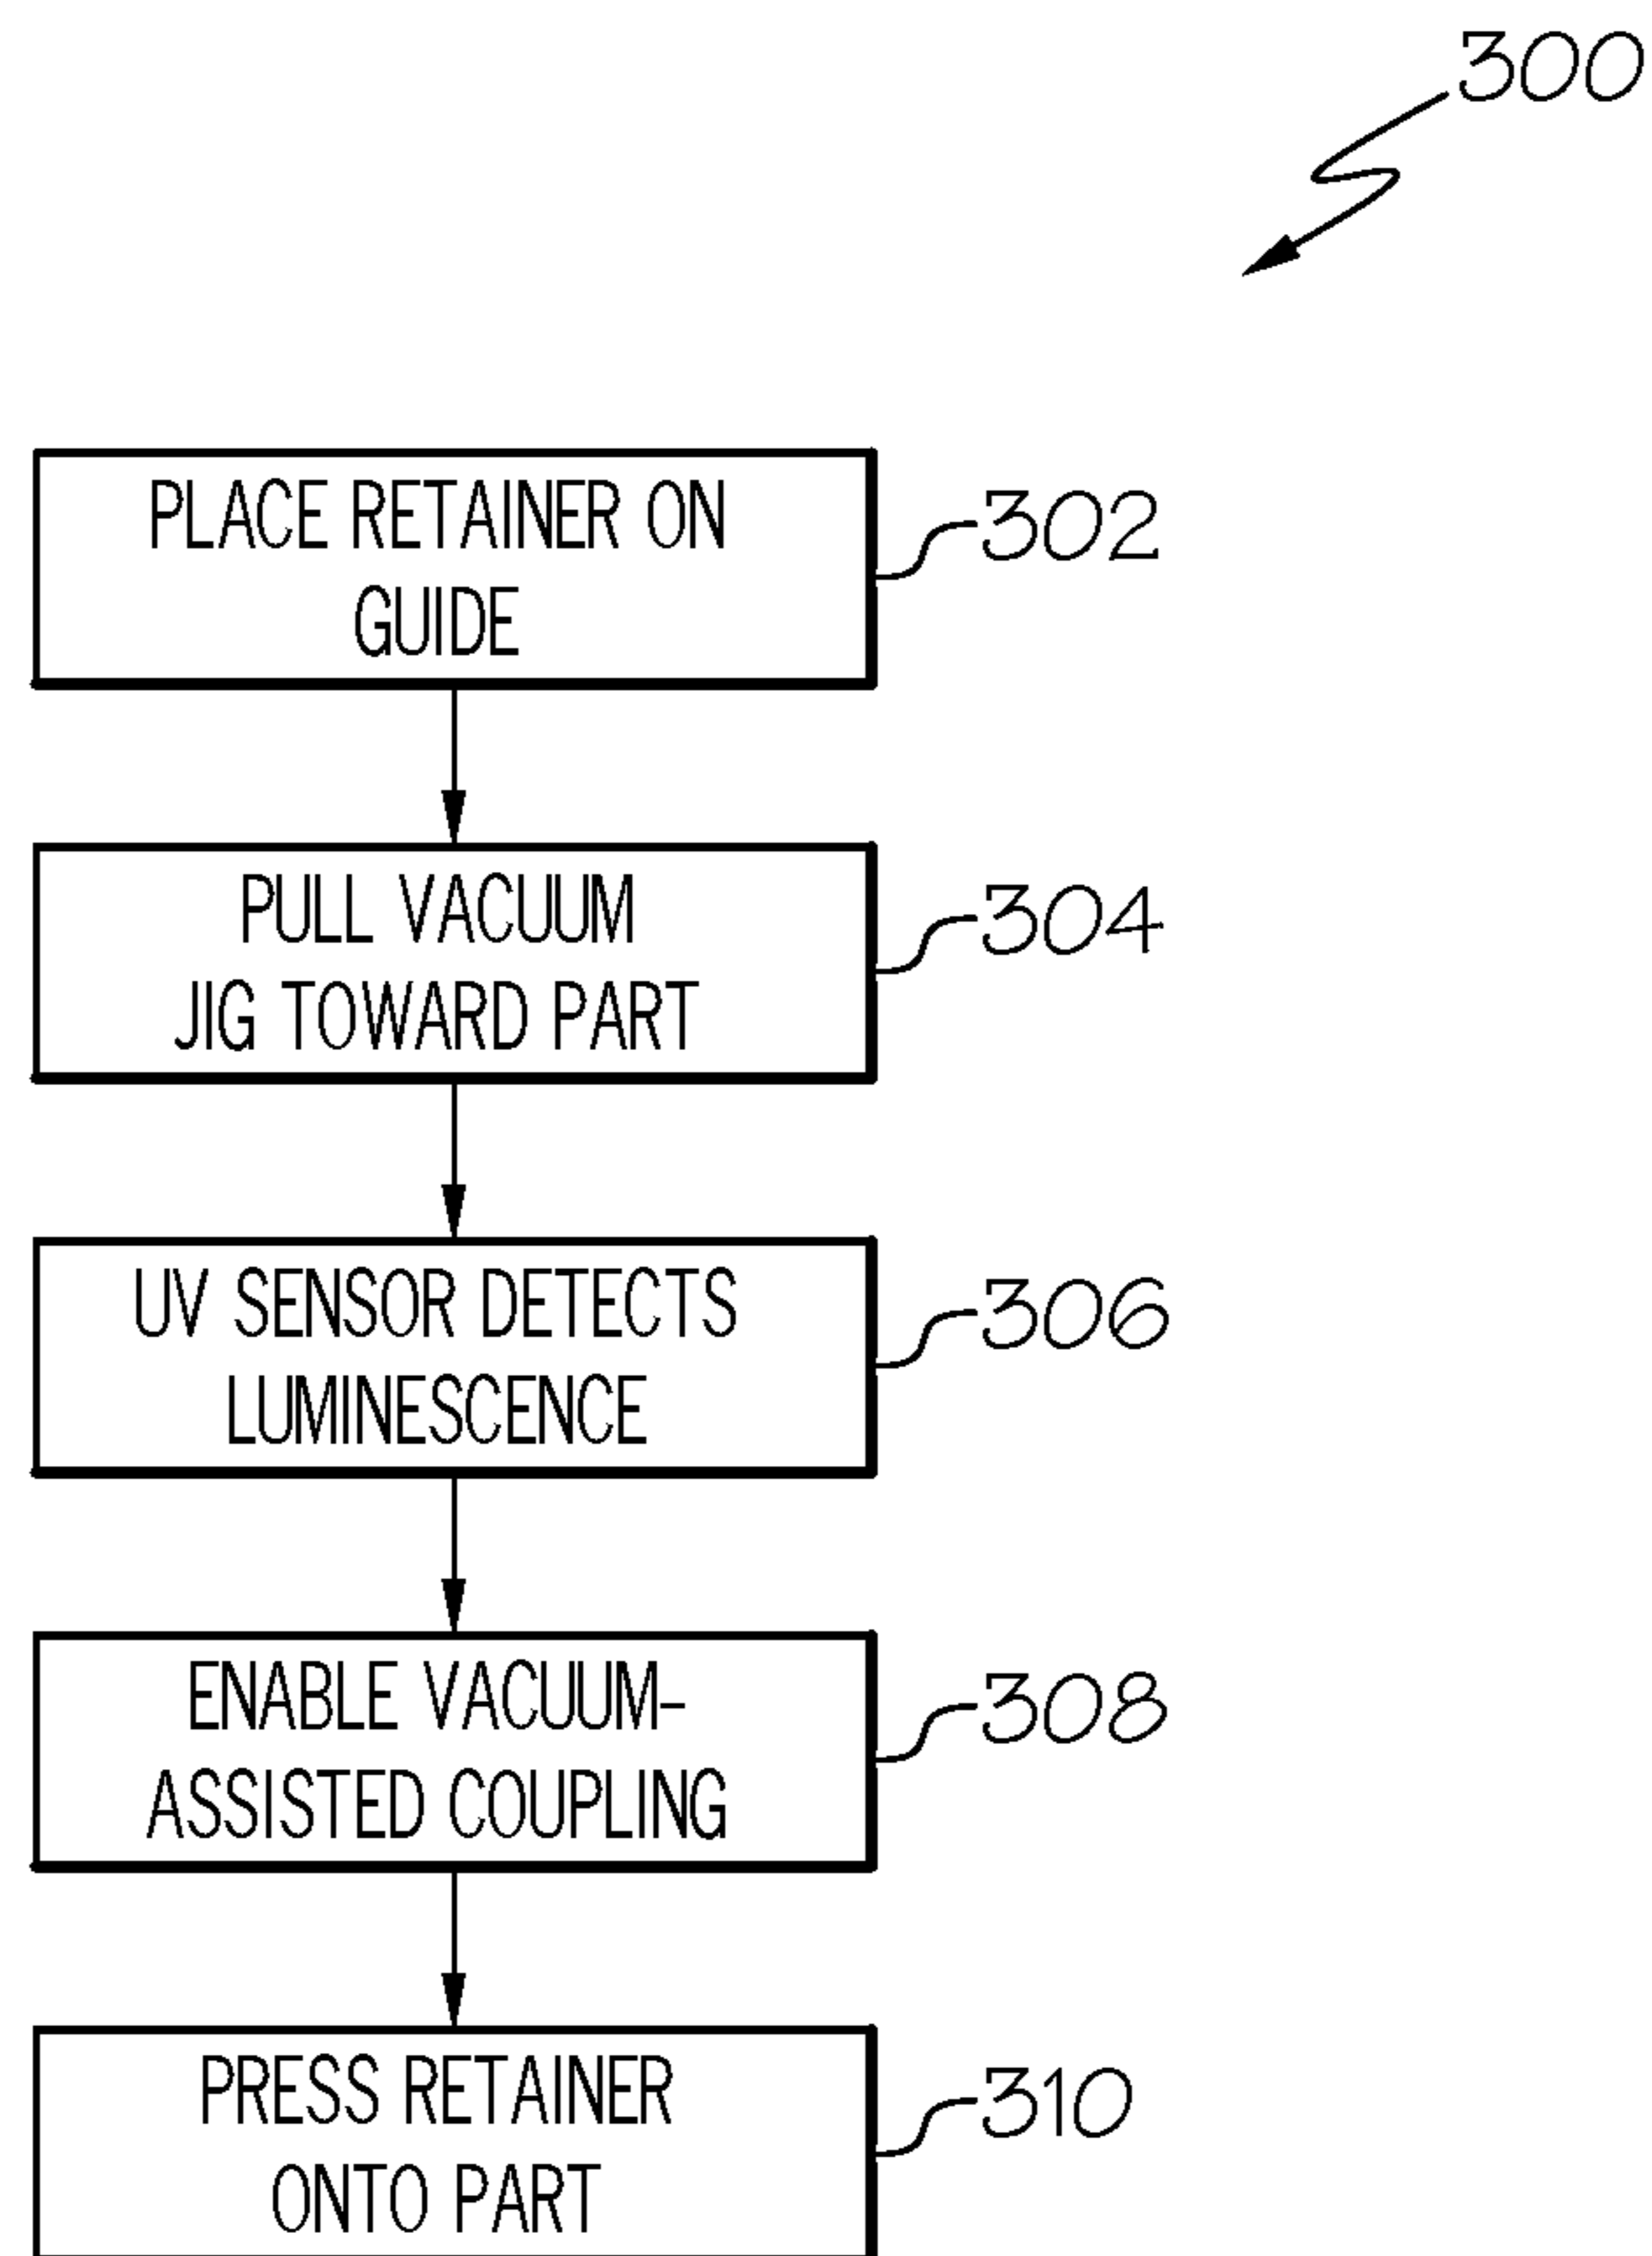 300
PLACE RETAINER ON
GUIDE
302
PULL VACUUM
JIG TOWARD PART
304
UV SENSOR DETECTS
LUMINESCENCE
306
ENABLE VACUUM-
ASSISTED COUPLING
308
PRESS RETAINER
ONTO PART
310